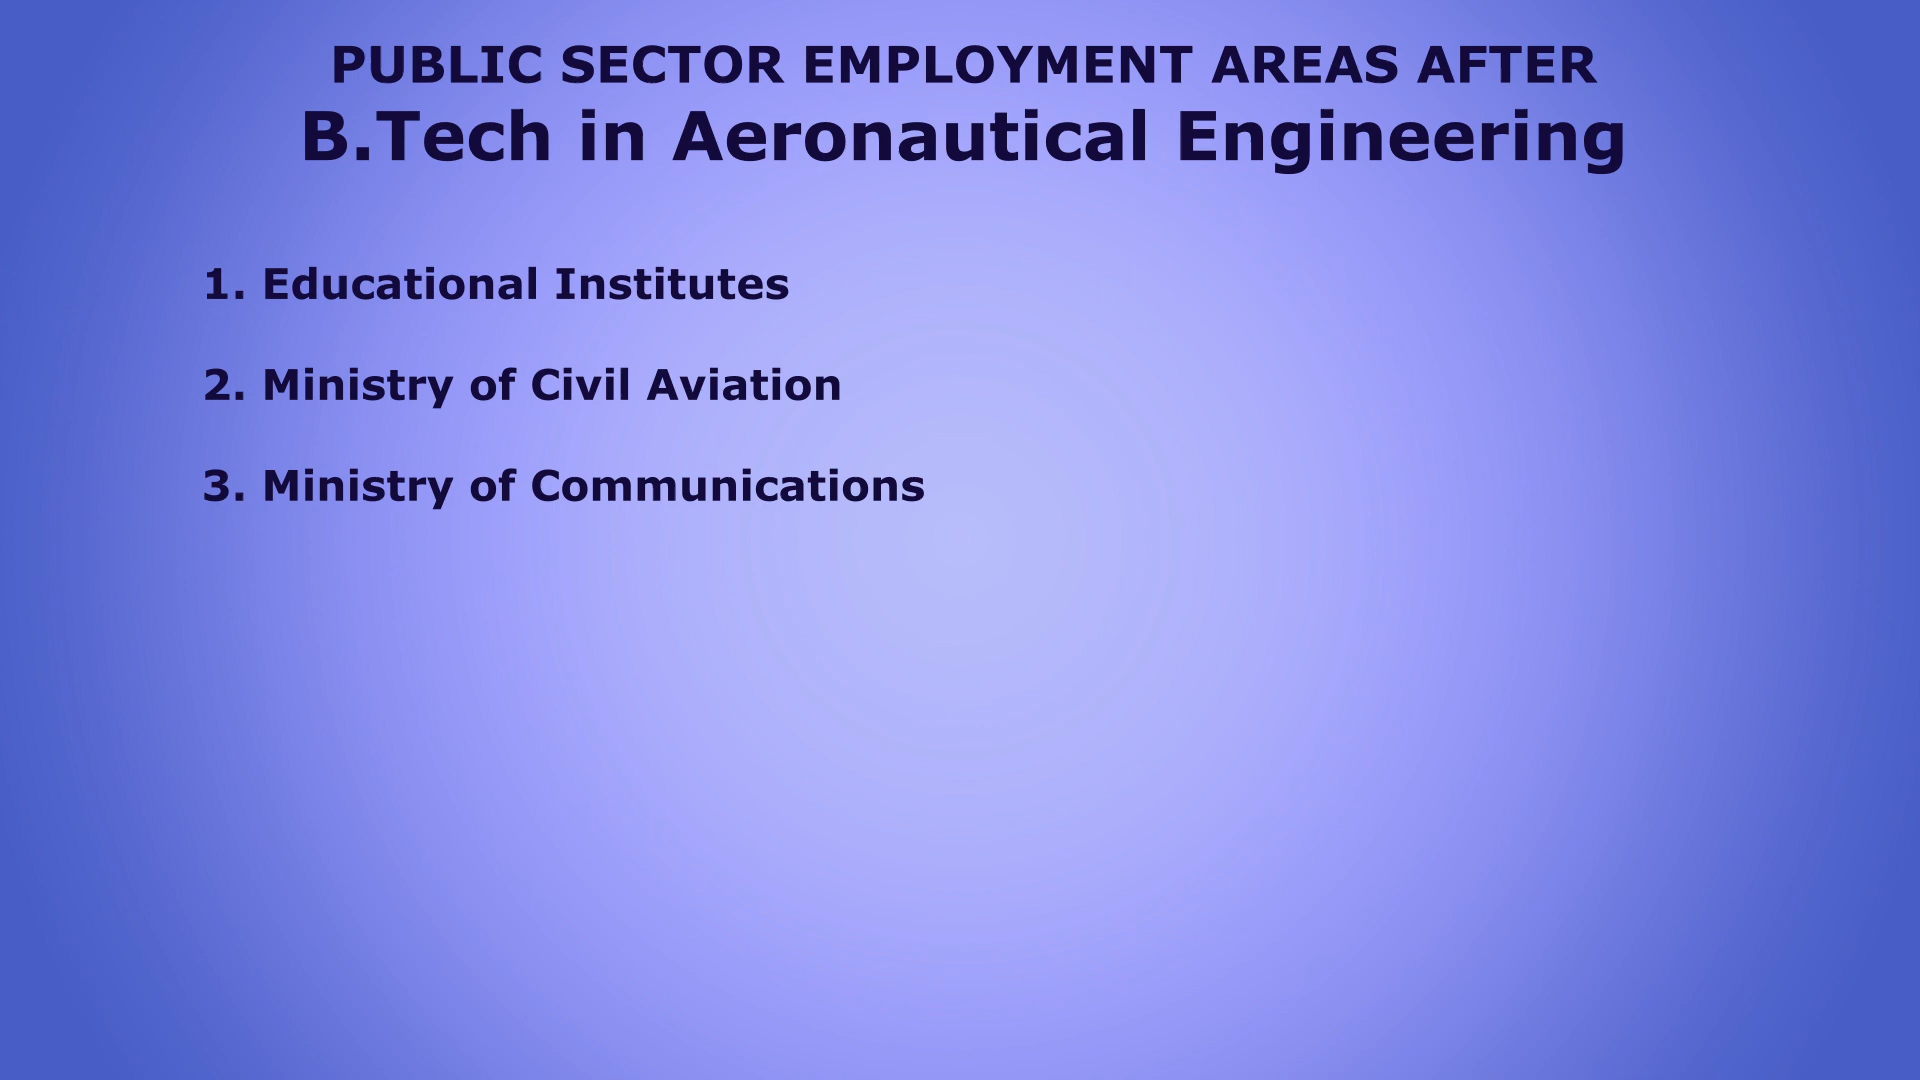 PUBLIC SECTOR EMPLOYMENT AREAS AFTER
B.Tech in Aeronautical Engineering
1. Educational Institutes
2. Ministry of Civil Aviation
3. Ministry of Communications